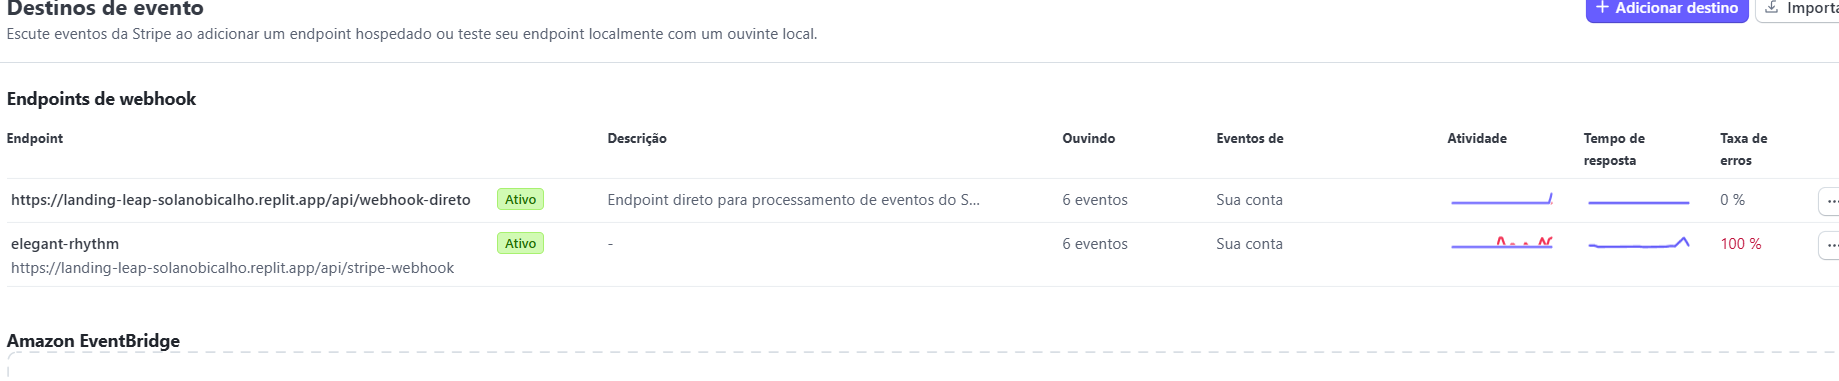 Destinos de evento
+ Adicionar destino
Escute eventos da Stripe ao adicionar um endpoint hospedado ou teste seu endpoint localmente com um ouvinte local.
Endpoints de webhook
Endpoint Descrição Ouvindo Eventos de Atividade Tempo de resposta Taxa de erros
https://landing-leap-solanobicalho.replit.app/api/webhook-direto Ativo Endpoint direto para processamento de eventos do S... 6 eventos Sua conta 0 % ...
elegant-rhythm Ativo - 6 eventos Sua conta 100 % ...
https://landing-leap-solanobicalho.replit.app/api/stripe-webhook
Amazon EventBridge